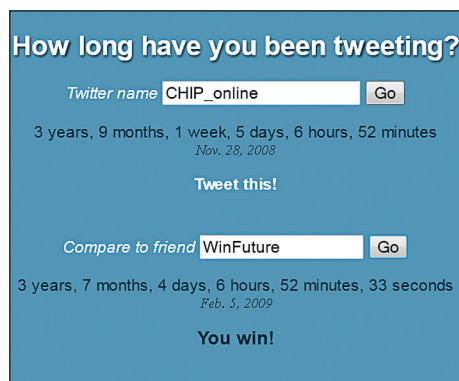 How long have you been tweeting?
Twitter name CHIP_online Go
3 years, 9 months, 1 week, 5 days, 6 hours, 52 minutes
Nov. 28, 2008
Tweet this!
Compare to friend WinFuture Go
3 years, 7 months, 4 days, 6 hours, 52 minutes, 33 seconds
Feb. 5, 2009
You win!